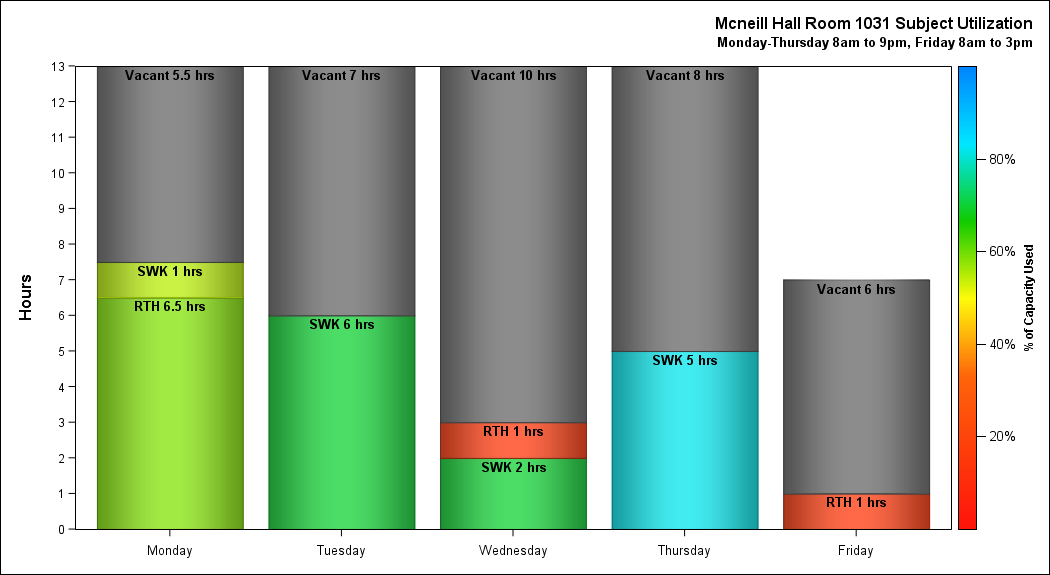 Mcneill Hall Room 1031 Subject Utilization
Monday-Thursday 8am to 9pm, Friday 8am to 3pm
Hours
13
12
11
10
9
8
7
6
5
4
3
2
1
0
Vacant 5.5 hrs
SWK 1 hrs
RTH 6.5 hrs
Vacant 7 hrs
SWK 6 hrs
Vacant 10 hrs
RTH 1 hrs
SWK 2 hrs
Vacant 8 hrs
SWK 5 hrs
Vacant 6 hrs
RTH 1 hrs
Monday
Tuesday
Wednesday
Thursday
Friday
80%
60%
40%
20%
% of Capacity Used